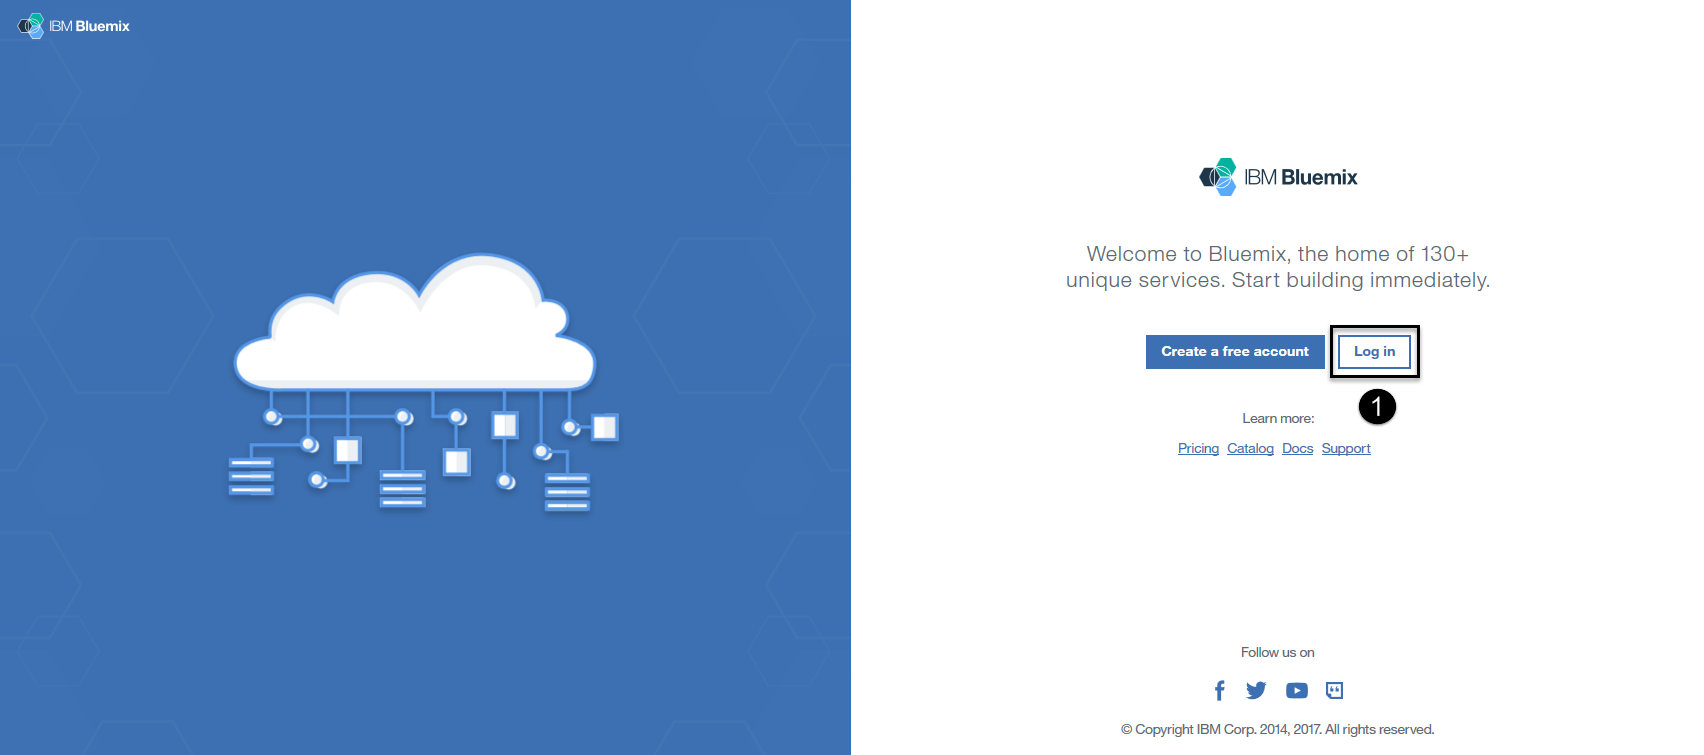 IBM Bluemix
IBM Bluemix
Welcome to Bluemix, the home of 130+
unique services. Start building immediately.
Create a free account
Log in
1
Learn more:
Pricing Catalog Docs Support
Follow us on
© Copyright IBM Corp. 2014, 2017. All rights reserved.